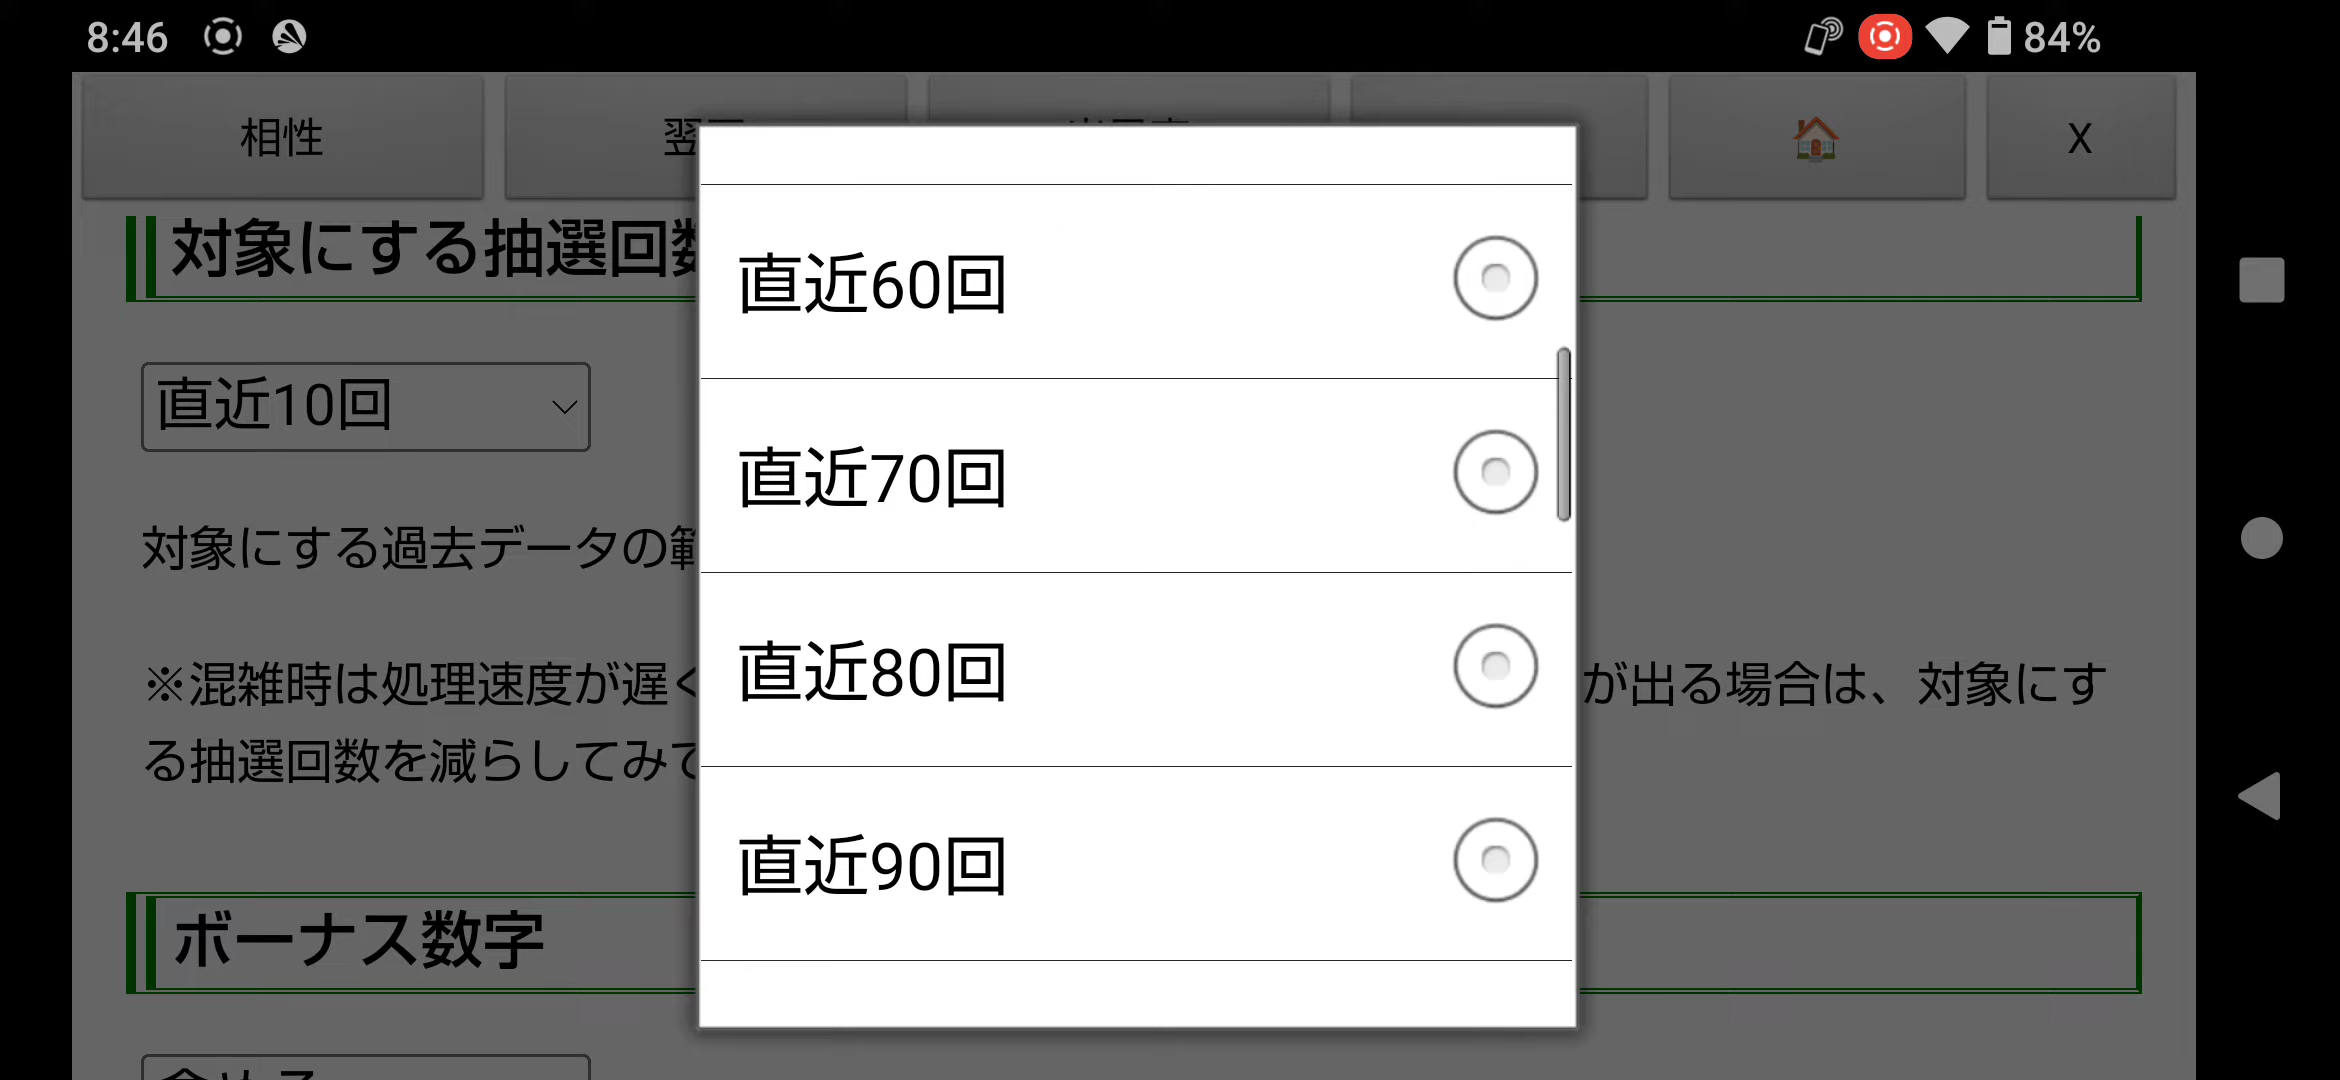 8:46
84%
相性
X
対象にする抽選回
直近10回
対象にする過去データの
※混雑時は処理速度が遅く
が出る場合は、対象にす
る抽選回数を減らしてみて
ボーナス数字
直近60回
直近70回
直近80回
直近90回